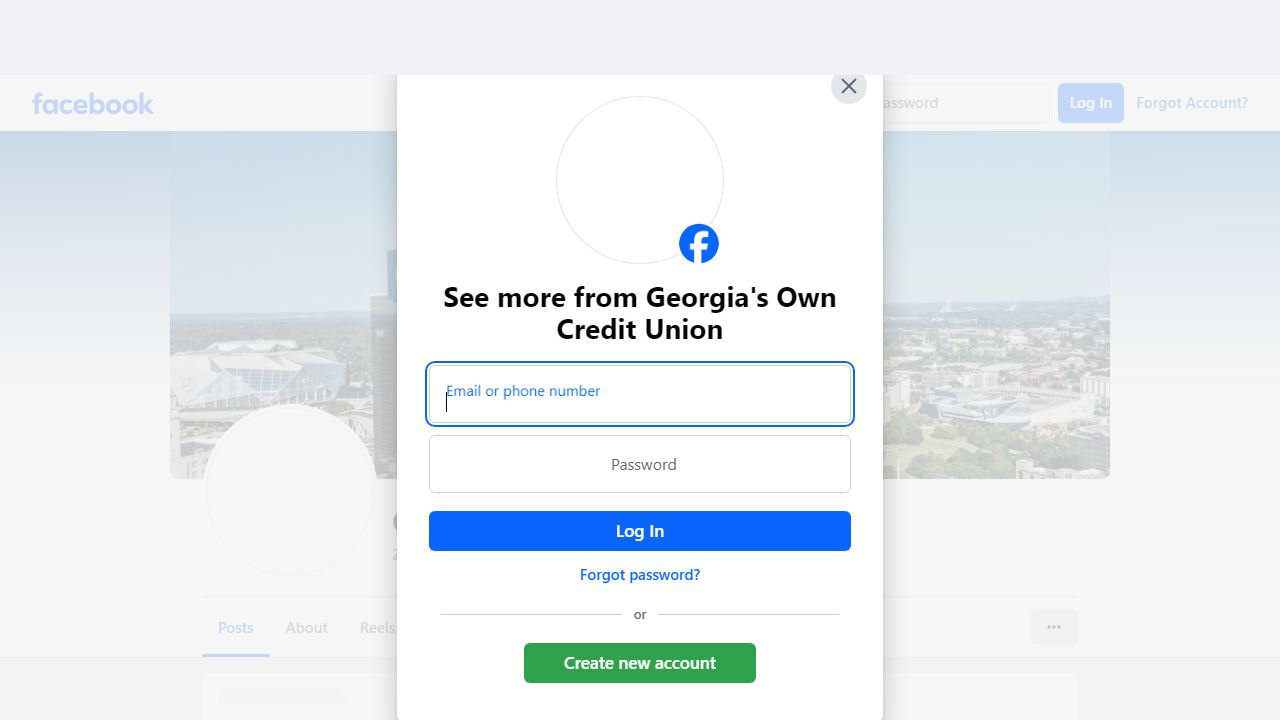 facebook
assword
Log In
Forgot Account?
See more from Georgia's Own
Credit Union
Email or phone number
Password
Log In
Forgot password?
or
Create new account
Posts
About
Reels